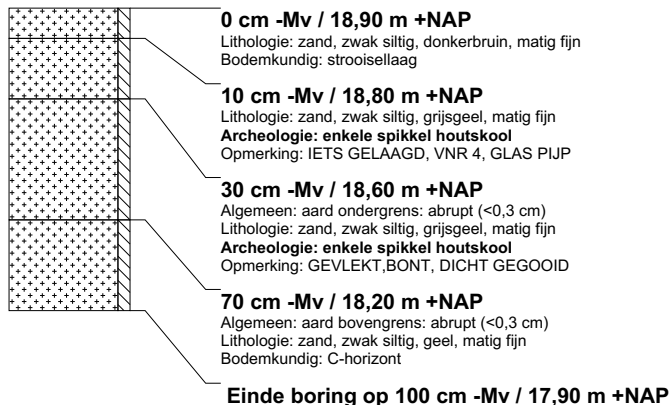 0 cm -Mv / 18,90 m +NAP
Lithologie: zand, zwak siltig, donkerbruin, matig fijn
Bodemkundig: strooisellaag
10 cm -Mv / 18,80 m +NAP
Lithologie: zand, zwak siltig, grijsgeel, matig fijn
Archeologie: enkele spikkel houtskool
Opmerking: IETS GELAAGD, VNR 4, GLAS PIJP
30 cm -Mv / 18,60 m +NAP
Algemeen: aard ondergrens: abrupt (<0,3 cm)
Lithologie: zand, zwak siltig, grijsgeel, matig fijn
Archeologie: enkele spikkel houtskool
Opmerking: GEVLEKT,BONT, DICHT GEGOOID
70 cm -Mv / 18,20 m +NAP
Algemeen: aard bovengrens: abrupt (<0,3 cm)
Lithologie: zand, zwak siltig, geel, matig fijn
Bodemkundig: C-horizont
Einde boring op 100 cm -Mv / 17,90 m +NAP